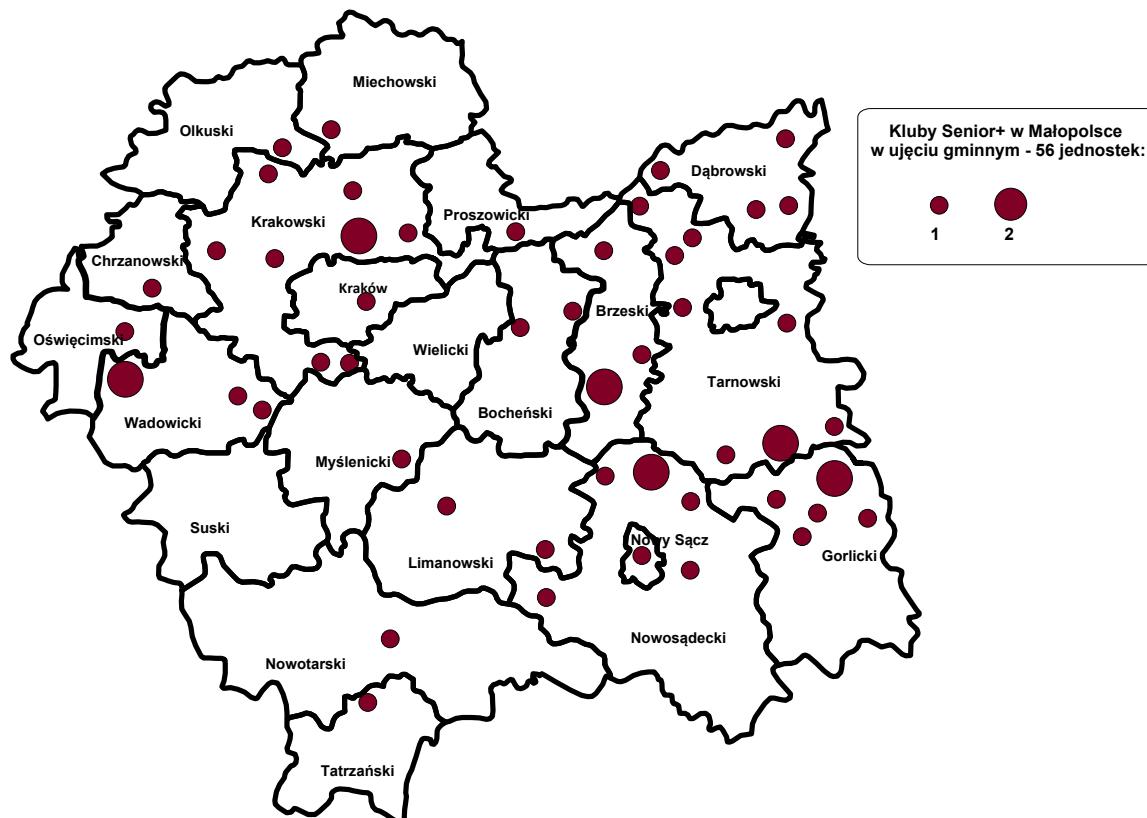 Miechowski
Olkuski
Kluby Senior+ w Małopolsce
w ujęciu gminnym - 56 jednostek:
1
2
Dąbrowski
Proszowicki
Krakowski
Chrzanowski
Kraków
Brzeski
Oświęcimski
Wielicki
Tarnowski
Bocheński
Wadowicki
Myślenicki
Suski
Nowy Sącz
Gorlicki
Limanowski
Nowosądecki
Nowotarski
Tatrzański